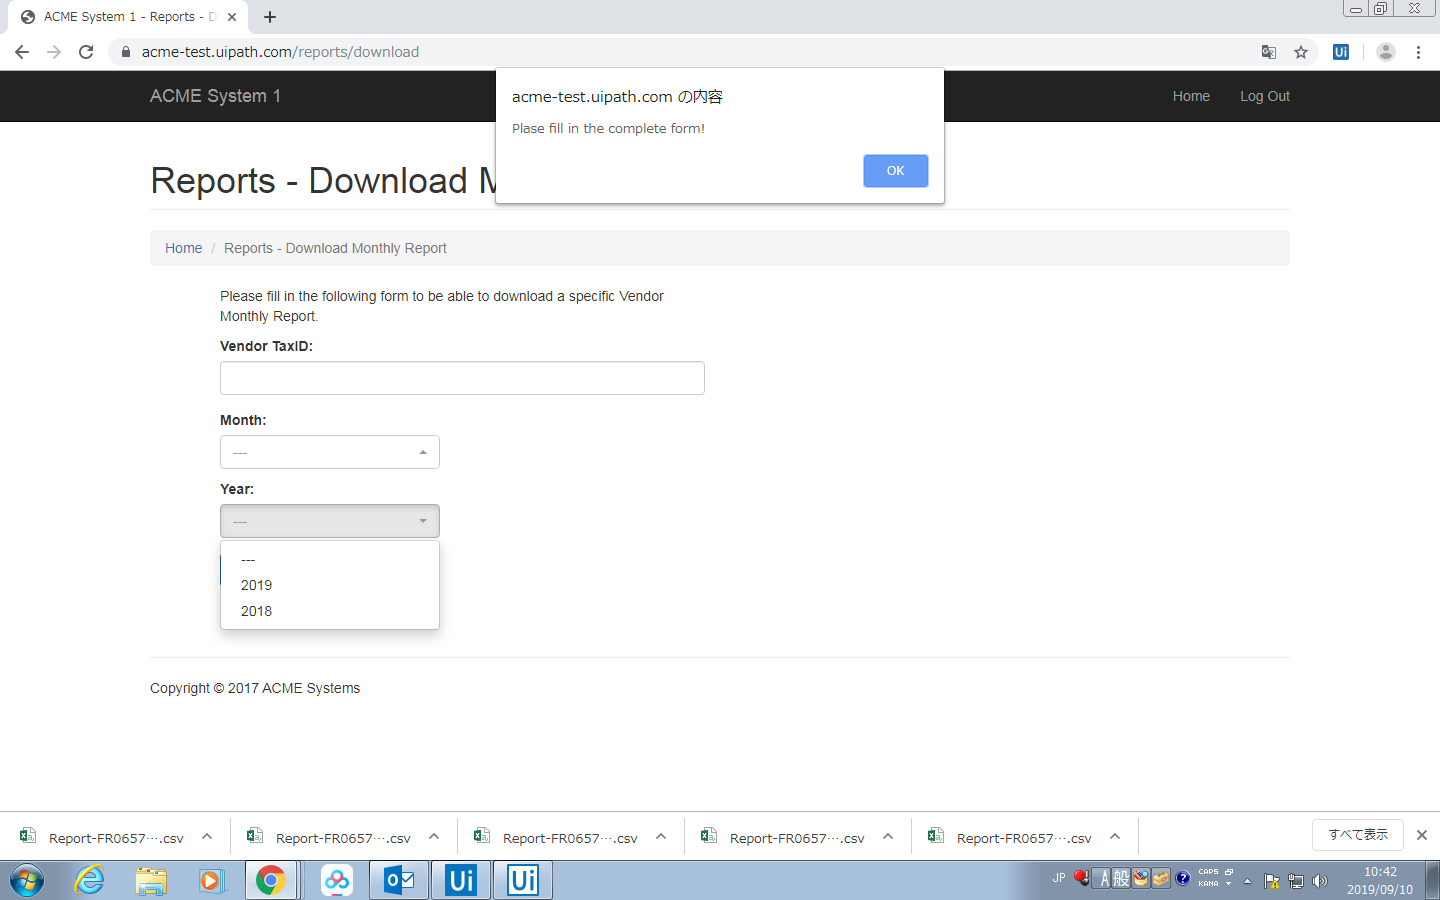 ACME System 1 - Reports - D
acme-test.uipath.com/reports/download
Ui
ACME System 1
Home
Log Out
acme-test.uipath.com の内容
Plase fill in the complete form!
OK
Reports - Download M
Home / Reports - Download Monthly Report
Please fill in the following form to be able to download a specific Vendor
Monthly Report.
Vendor TaxID:
Month:
---
Year:
---
---
2019
2018
Copyright © 2017 ACME Systems
Report-FR0657….csv
Report-FR0657….csv
Report-FR0657….csv
Report-FR0657….csv
Report-FR0657….csv
すべて表示
Ui
Ui
JP
A般
CAPS
KANA
10:42
2019/09/10